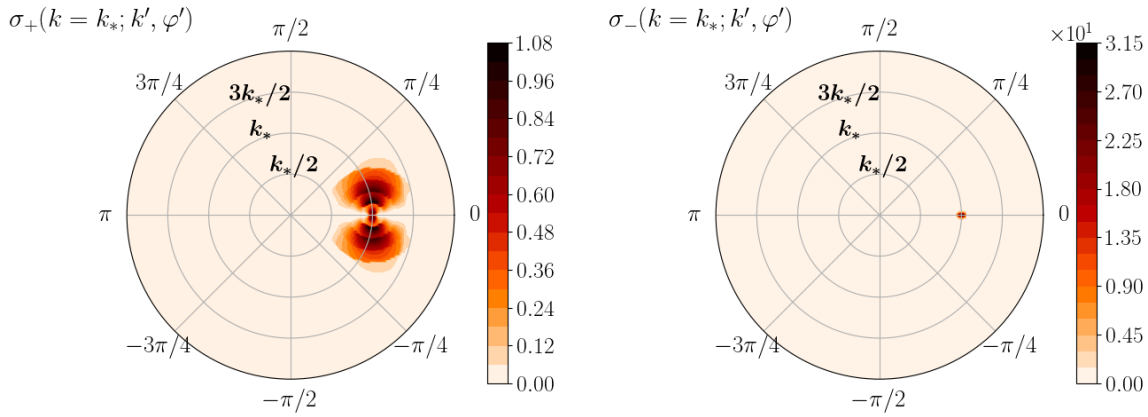 σ₊(k = k∗; k′, φ′)
π/2
3π/4
π/4
3k∗/2
k∗
k∗/2
π
0
−3π/4
−π/4
−π/2
1.08
0.96
0.84
0.72
0.60
0.48
0.36
0.24
0.12
0.00
σ₋(k = k∗; k′, φ′)
π/2
3π/4
π/4
3k∗/2
k∗
k∗/2
π
0
−3π/4
−π/4
−π/2
×10¹
3.15
2.70
2.25
1.80
1.35
0.90
0.45
0.00